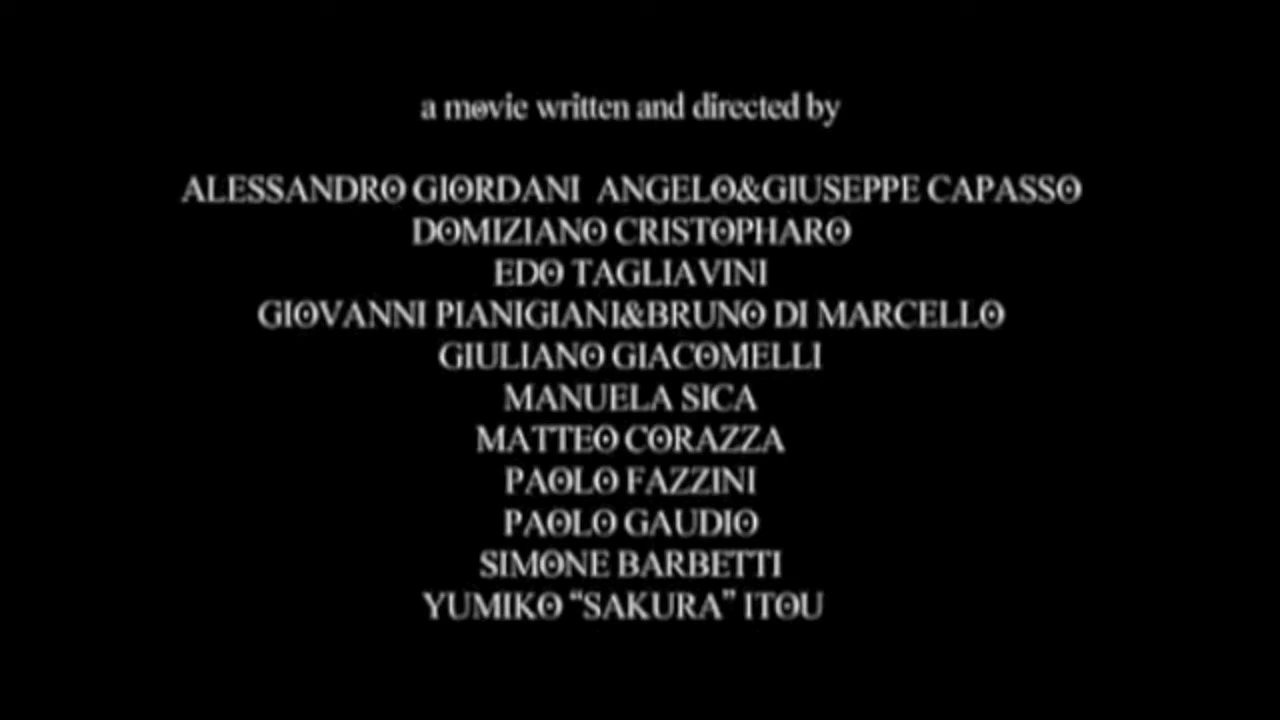 a movie written and directed by
ALESSANDRO GIORDANI ANGELO&GIUSEPPE CAPASSO
DOMIZIANO CRISTOPHARO
EDO TAGLIAVINI
GIOVANNI PIANIGIANI&BRUNO DI MARCELLO
GIULIANO GIACOMELLI
MANUELA SICA
MATTEO CORAZZA
PAOLO FAZZINI
PAOLO GAUDIO
SIMONE BARBETTI
YUMIKO “SAKURA” ITOU